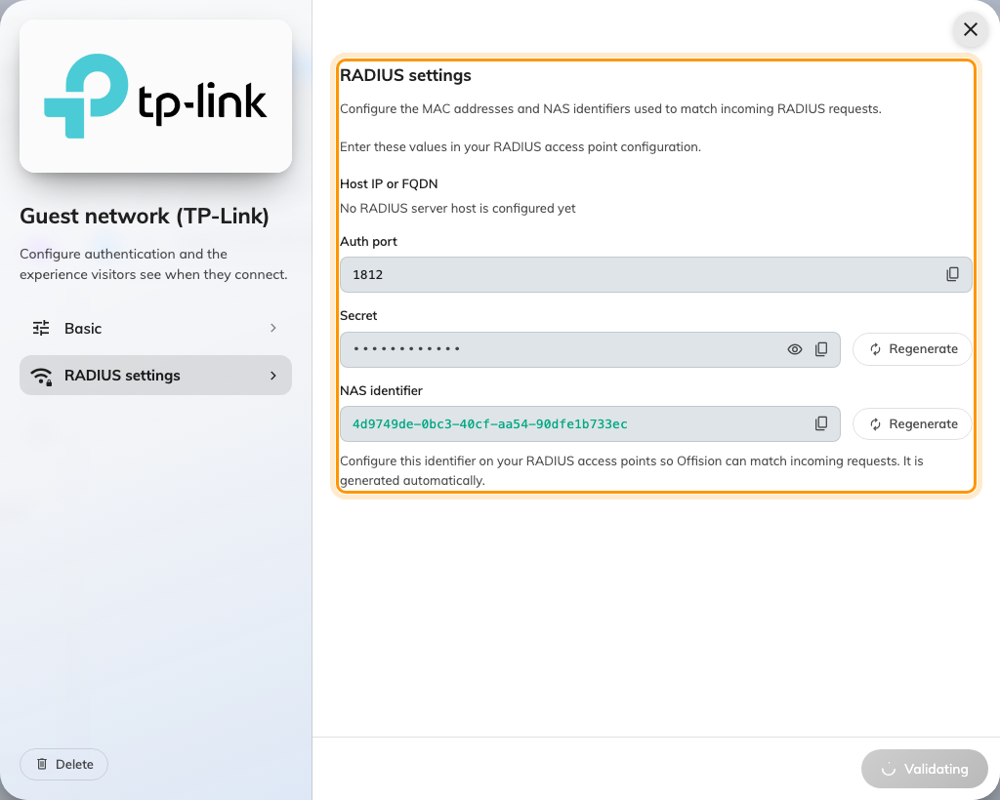 tp-link
Guest network (TP-Link)
Configure authentication and the
experience visitors see when they connect.
Basic
RADIUS settings
Delete
RADIUS settings
Configure the MAC addresses and NAS identifiers used to match incoming RADIUS requests.
Enter these values in your RADIUS access point configuration.
Host IP or FQDN
No RADIUS server host is configured yet
Auth port
1812
Secret
••••••••••••
Regenerate
NAS identifier
4d9749de-0bc3-40cf-aa54-90dfe1b733ec
Regenerate
Configure this identifier on your RADIUS access points so Offision can match incoming requests. It is
generated automatically.
Validating